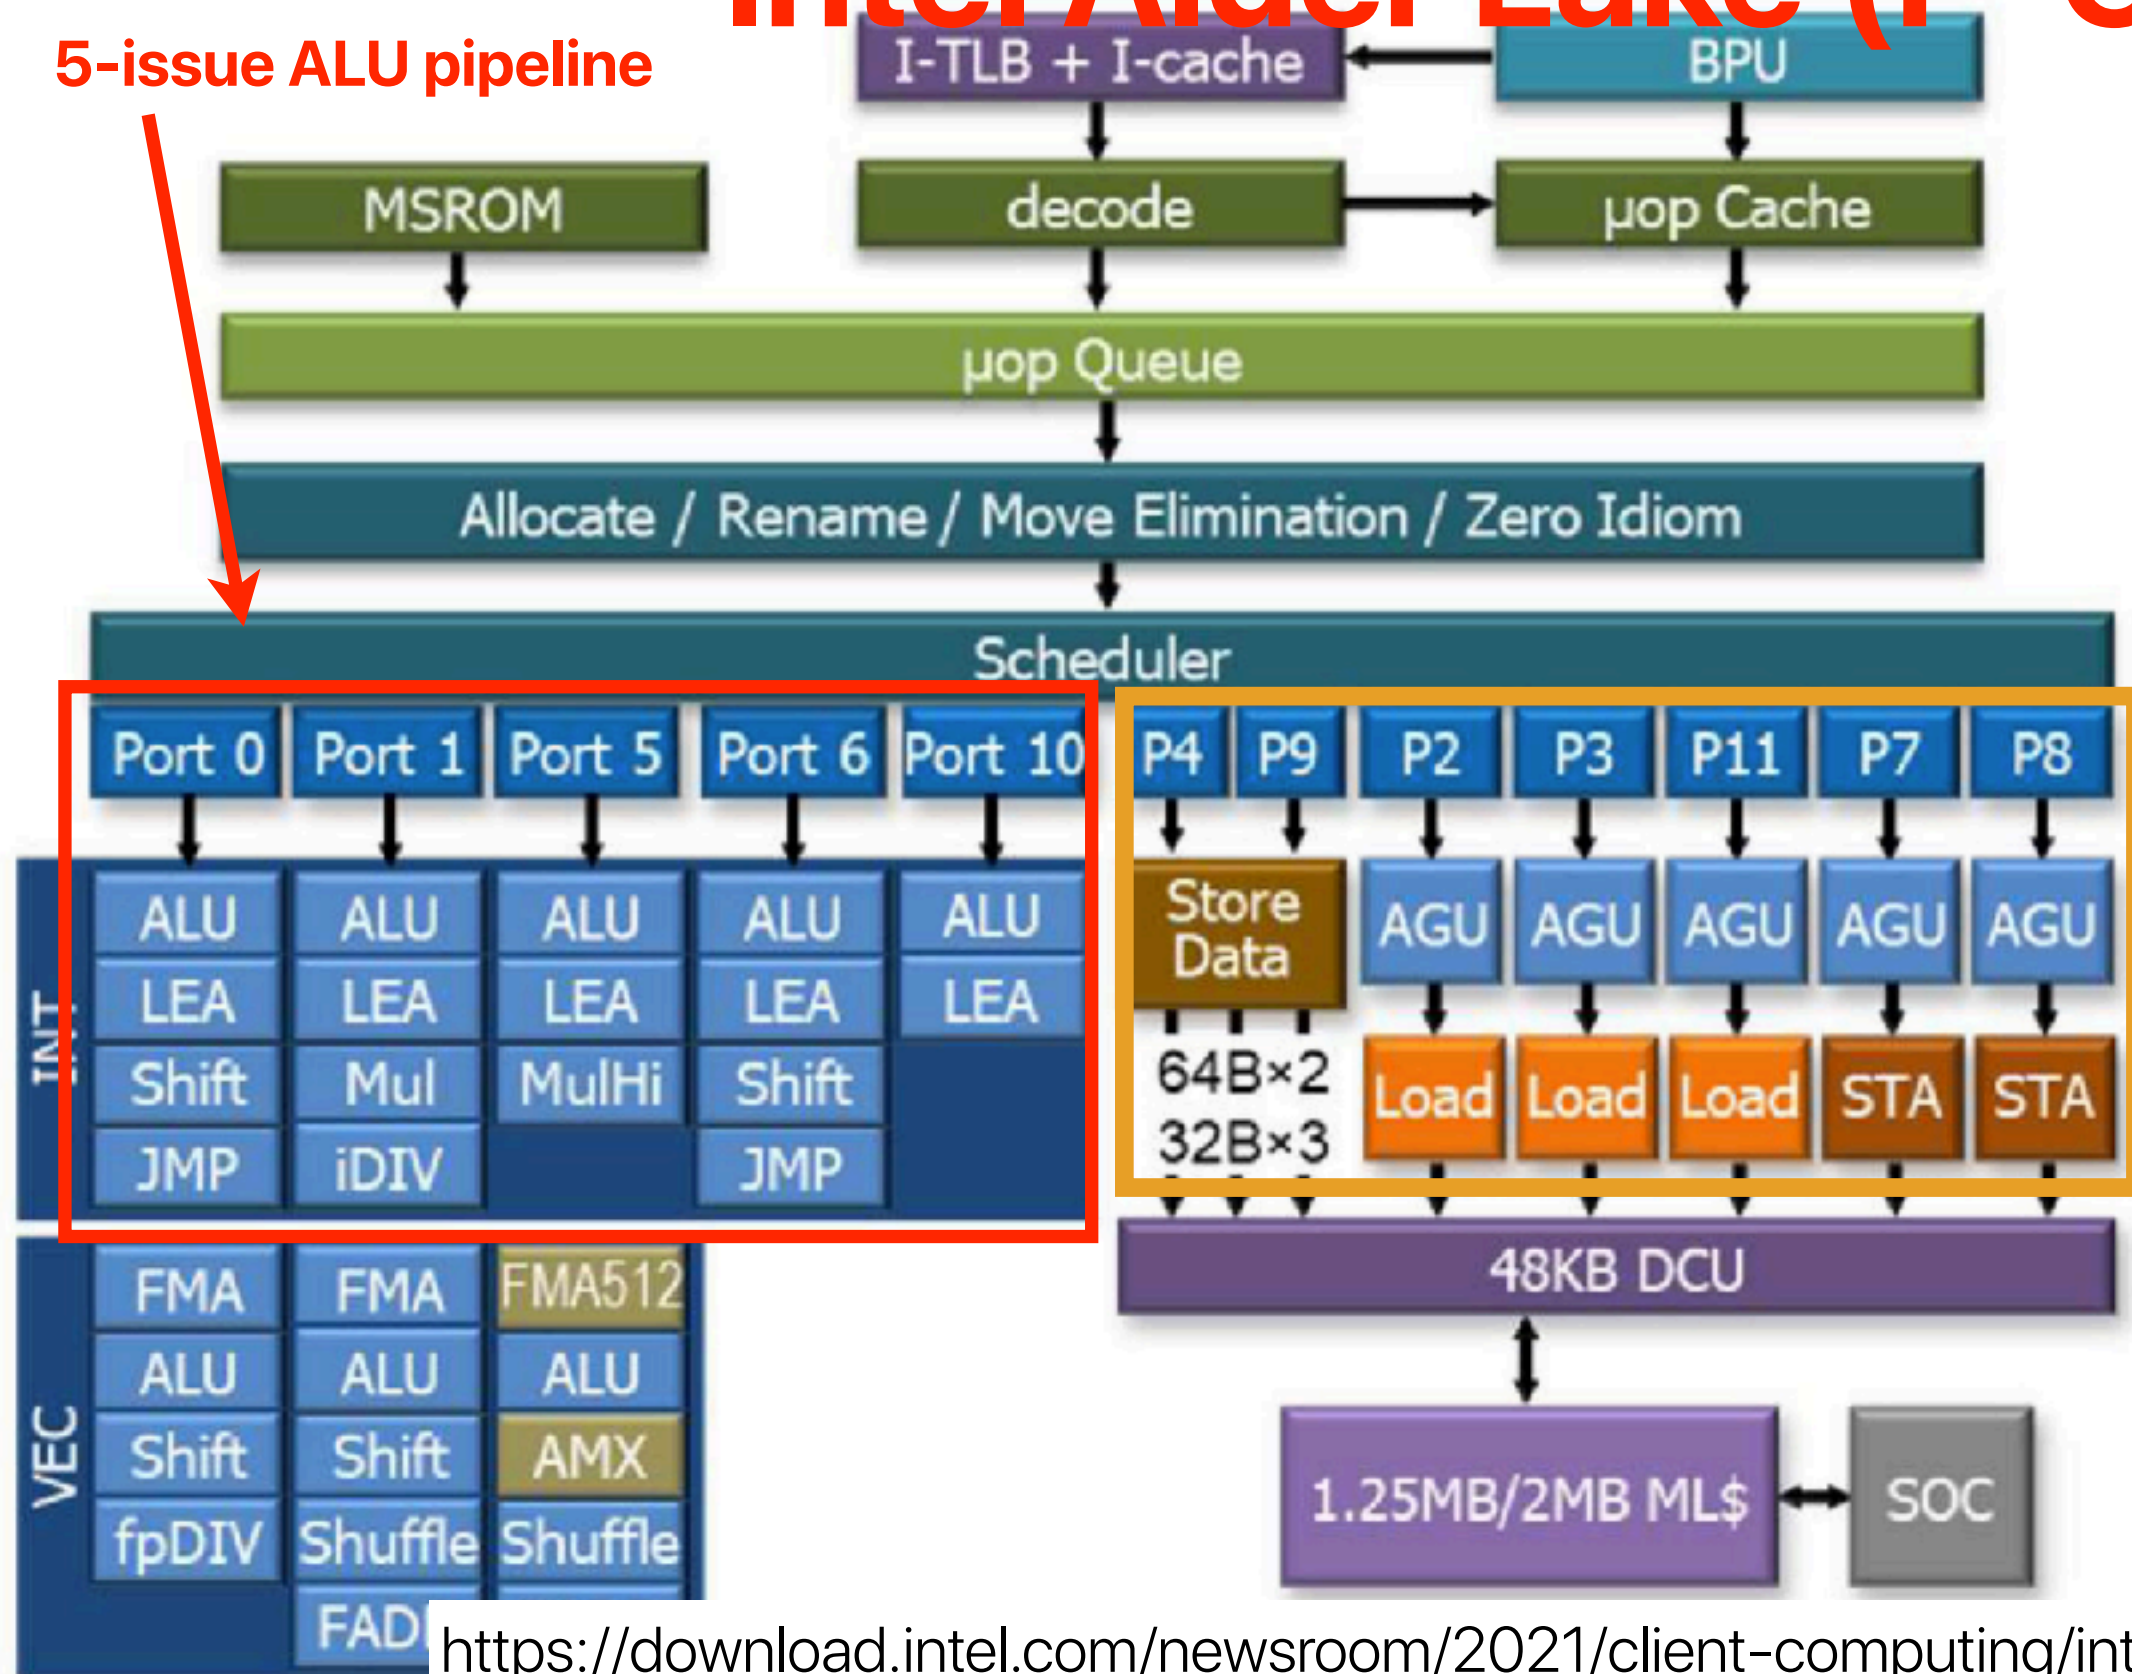 Intel Alder Lake (P-C
5-issue ALU pipeline
I-TLB + I-cache
BPU
MSROM
decode
μop Cache
μop Queue
Allocate / Rename / Move Elimination / Zero Idiom
Scheduler
Port 0 Port 1 Port 5 Port 6 Port 10 P4 P9 P2 P3 P11 P7 P8
INT
ALU ALU ALU ALU ALU
LEA LEA LEA LEA LEA
Shift Mul MulHi Shift
JMP iDIV JMP
Store
Data
AGU AGU AGU AGU AGU
64B×2
32B×3
Load Load Load STA STA
48KB DCU
VEC
FMA FMA FMA512
ALU ALU ALU
Shift Shift AMX
fpDIV Shuffle Shuffle
1.25MB/2MB ML$
SOC
https://download.intel.com/newsroom/2021/client-computing/int